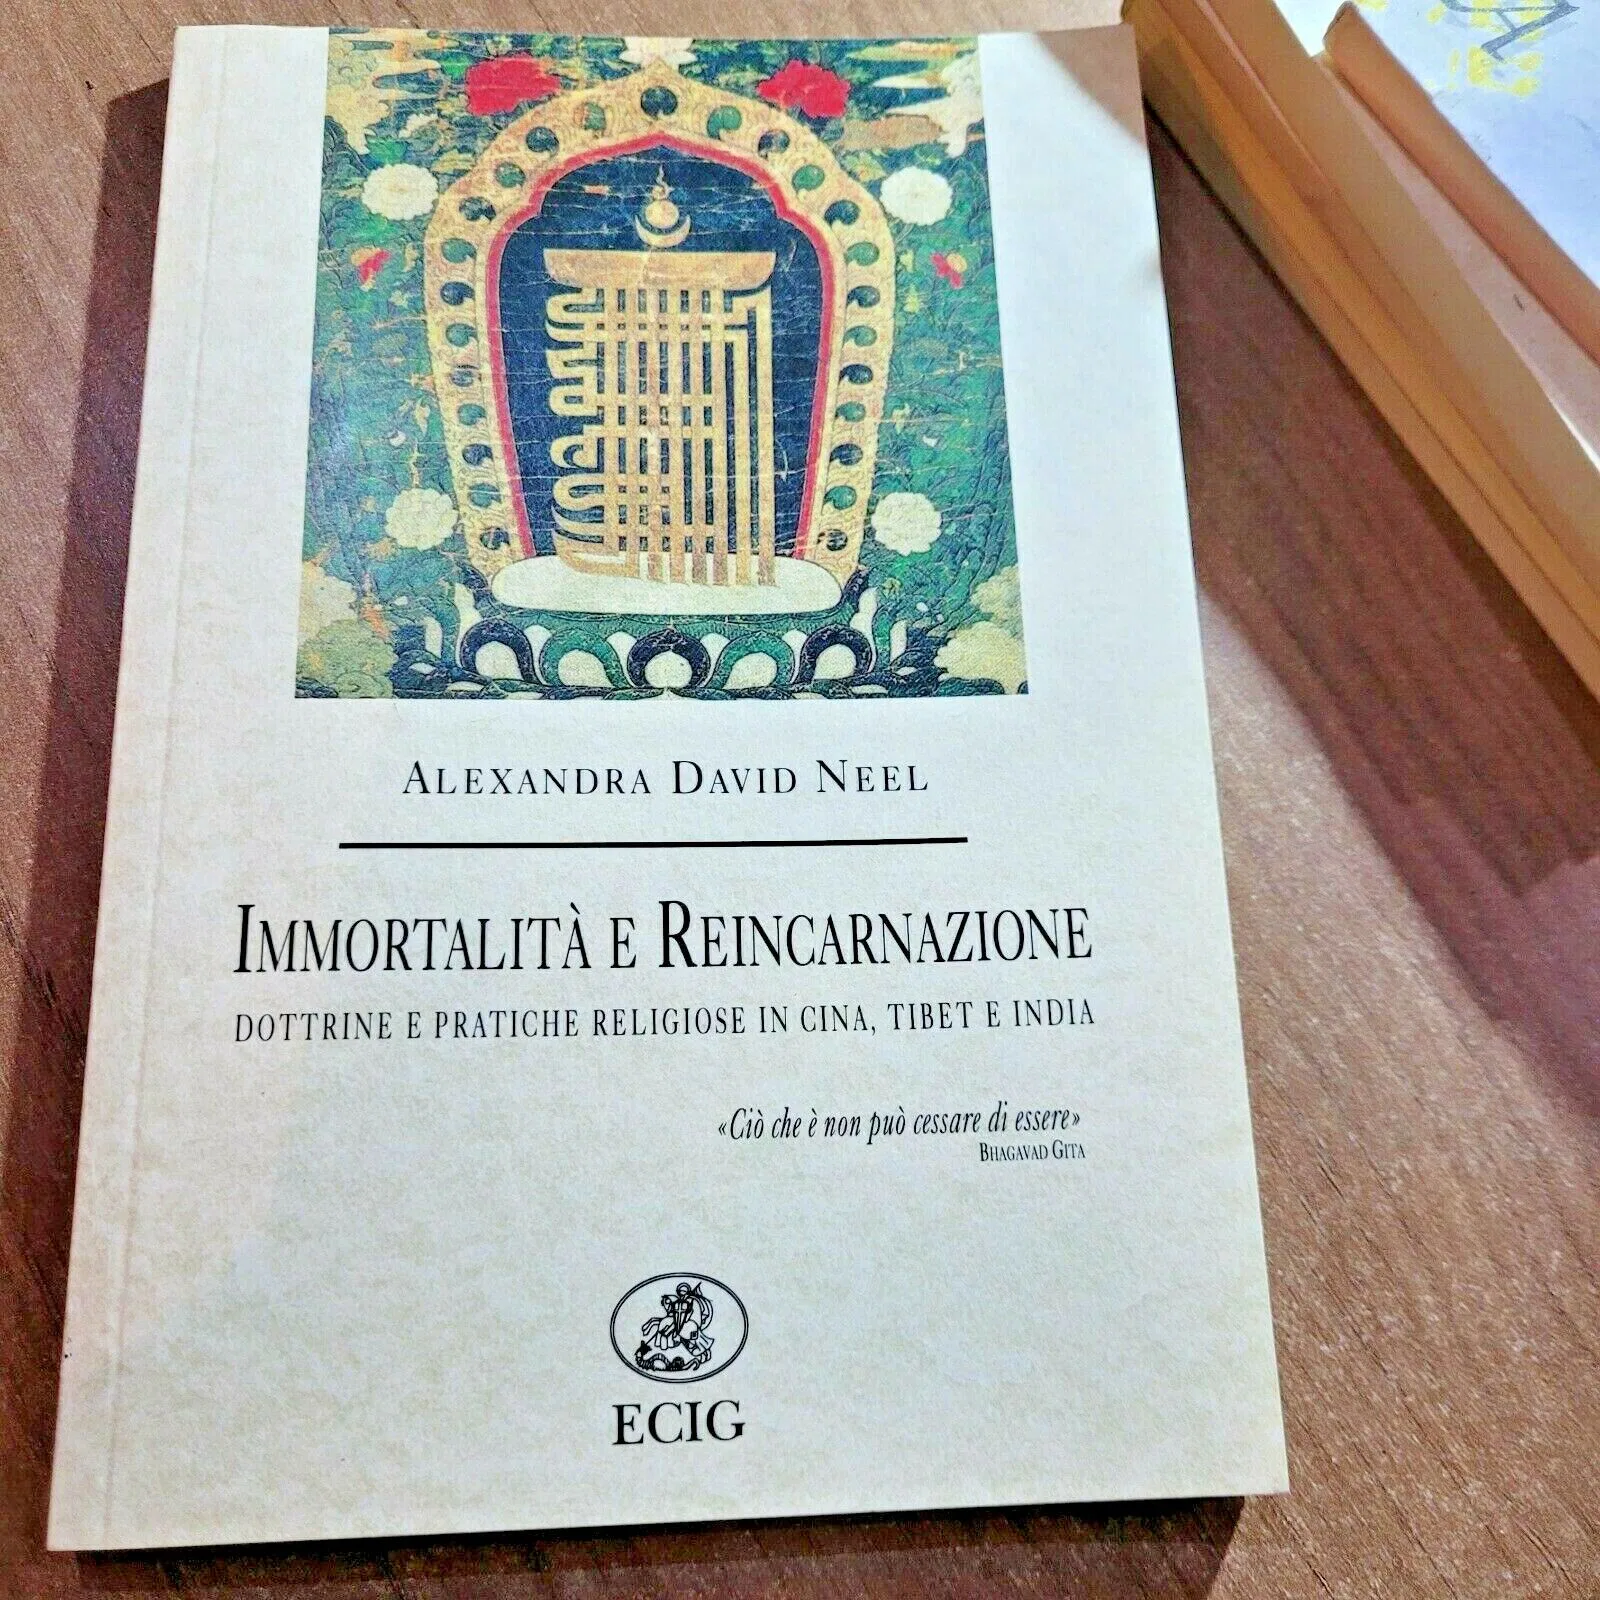 ALEXANDRA DAVID NEEL
IMMORTALITÀ E REINCARNAZIONE
DOTTRINE E PRATICHE RELIGIOSE IN CINA, TIBET E INDIA
«Ciò che è non può cessare di essere»
BHAGAVAD GITA
ECIG